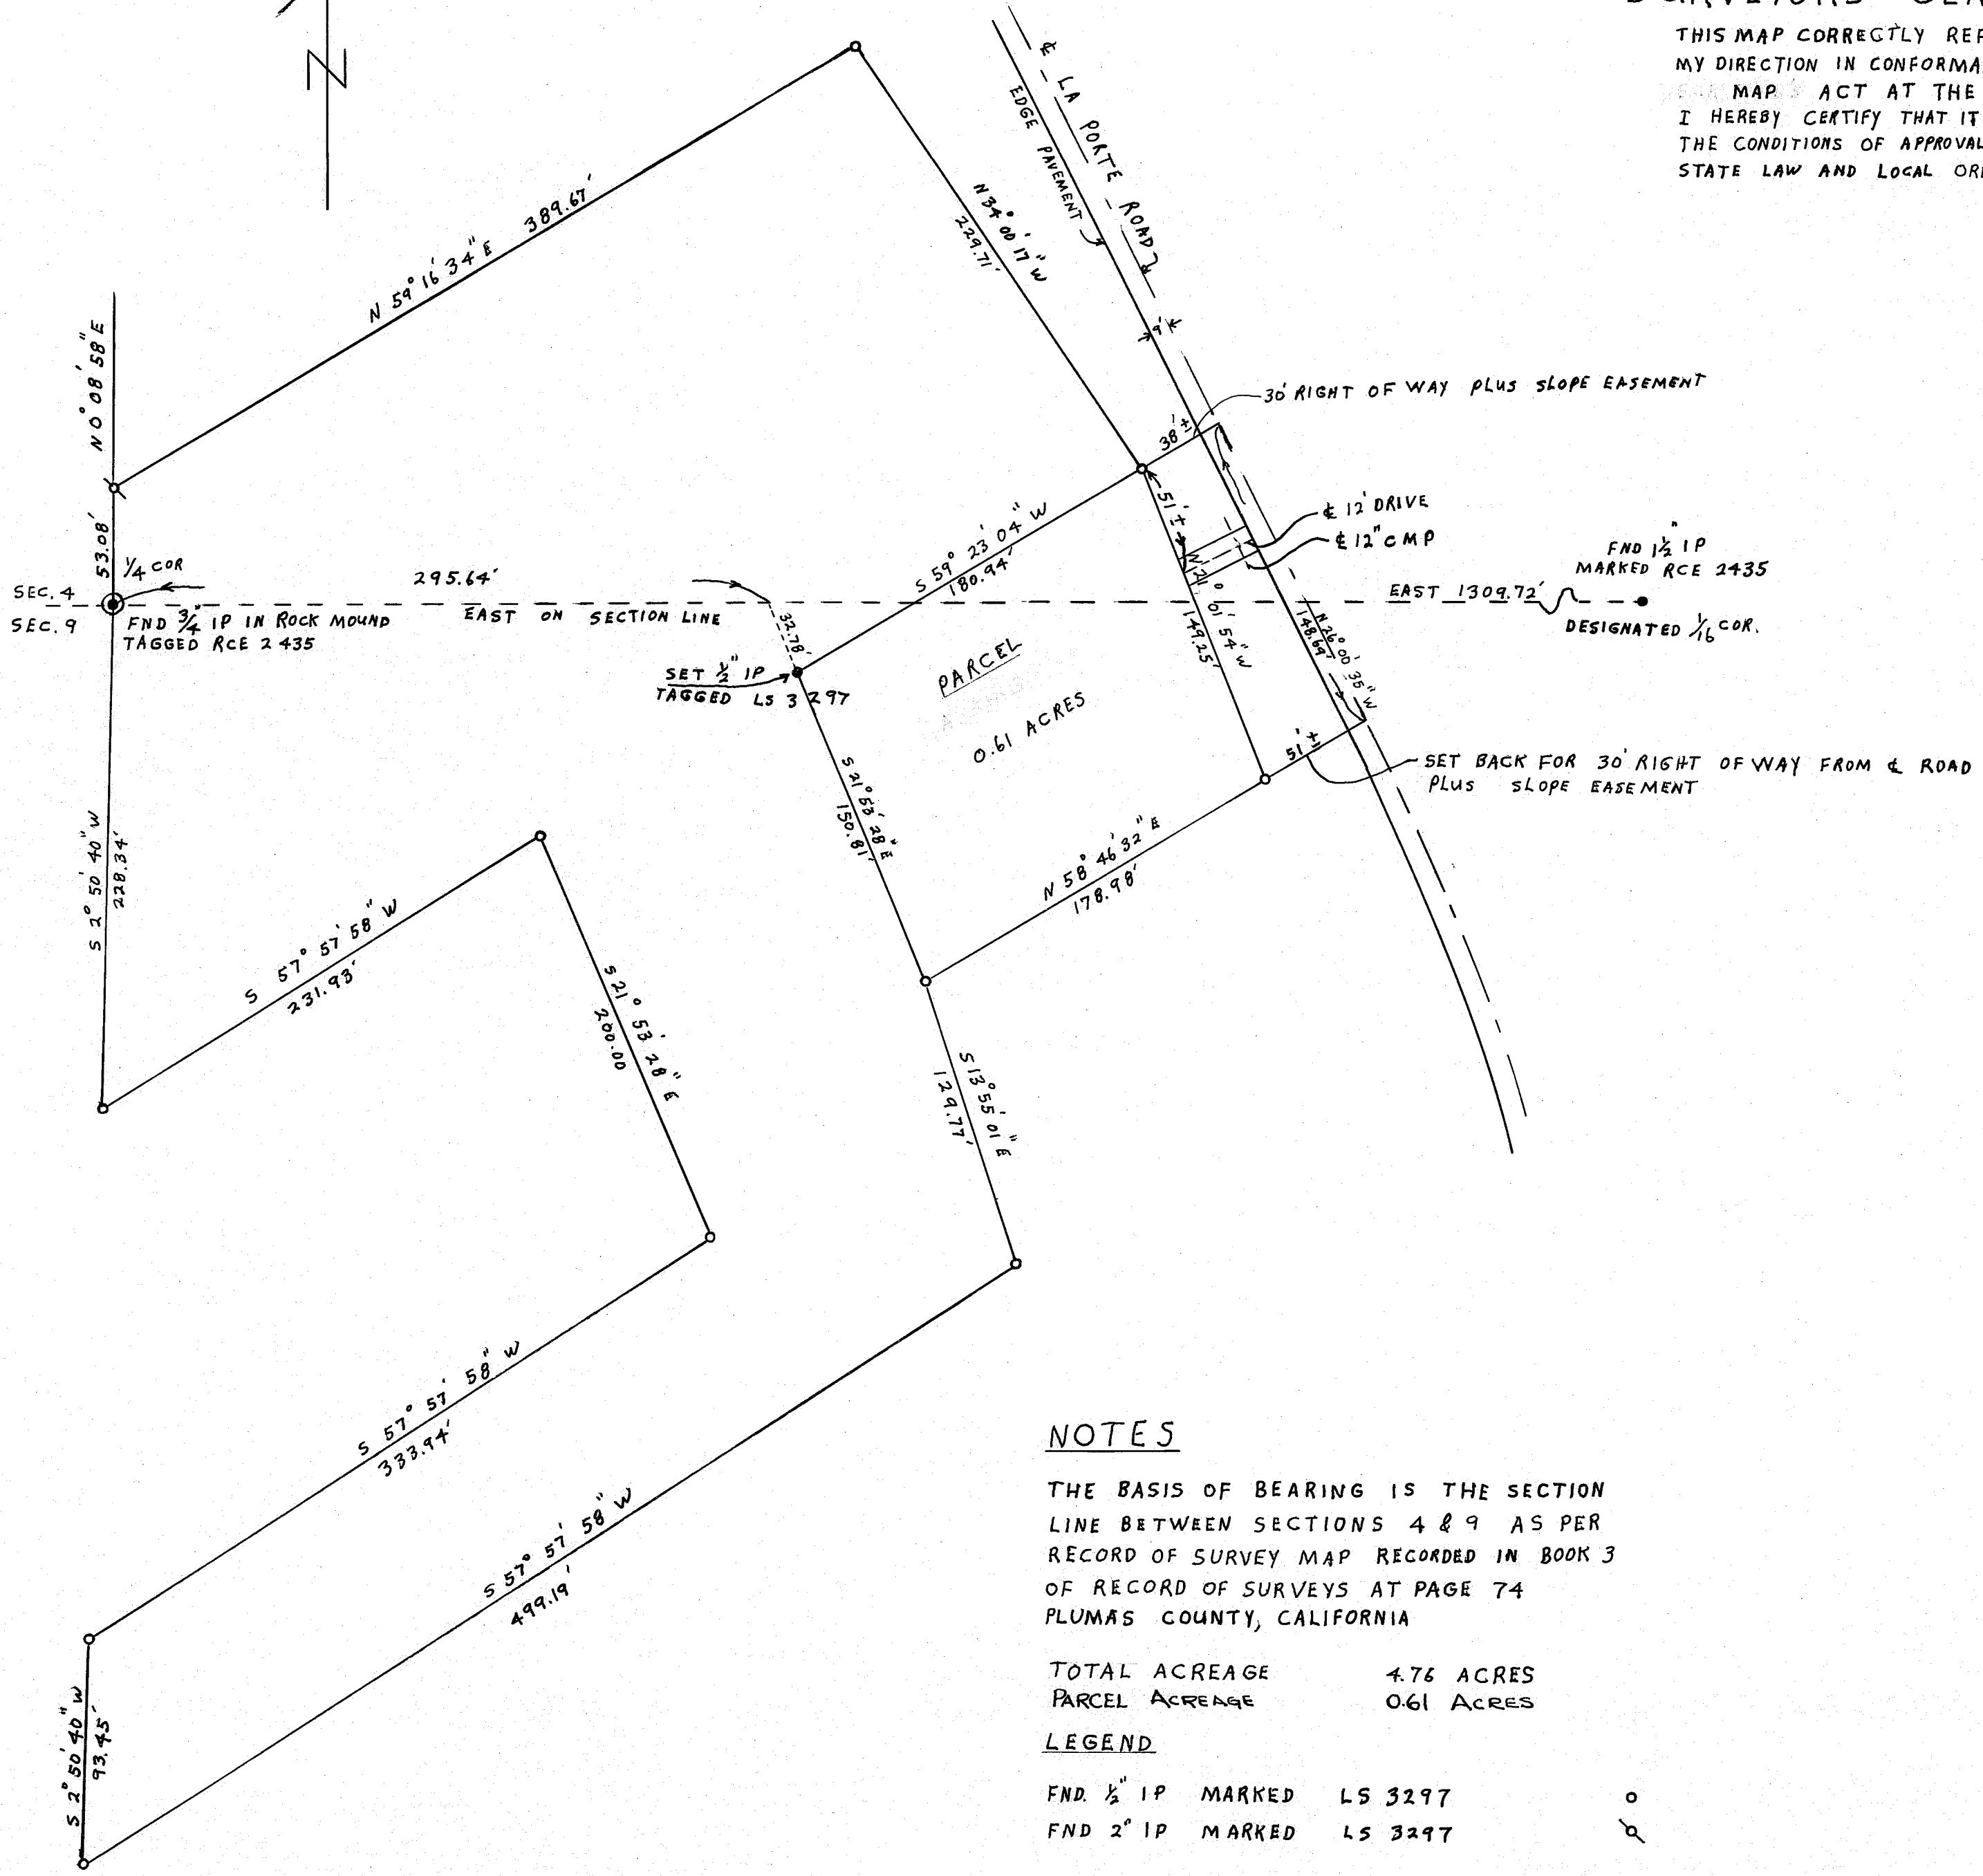 N
SURVEYORS
THIS MAP CORRECTLY
MY DIRECTION IN
MAP ACT AT THE
I HEREBY CERTIFY THAT IT
THE CONDITIONS OF APPROVAL
STATE LAW AND LOCAL
℄ LA PORTE ROAD
EDGE PAVEMENT
N 59° 16' 34" E 389.67'
N 34° 00' 17" W
229.71'
9'
N 0° 08' 58" E
30' RIGHT OF WAY PLUS SLOPE EASEMENT
38' ±
53.08'
¼ COR
295.64'
S 59° 23' 04" W
180.94'
51' ±
℄ 12' DRIVE
℄ 12" CMP
FND 1½" IP
MARKED RCE 2435
SEC. 4
SEC. 9
FND ¾" IP IN ROCK MOUND
TAGGED RCE 2435
EAST ON SECTION LINE
32.78'
EAST 1309.72'
DESIGNATED 1/16 COR.
N 21° 01' 54" W
149.25'
N 26° 00' 35" W
148.69'
SET ½" IP
TAGGED LS 3297
PARCEL
0.61 ACRES
51' ±
SET BACK FOR 30' RIGHT OF WAY FROM ℄ ROAD
PLUS SLOPE EASEMENT
S 21° 53' 28" E
150.81'
S 2° 50' 40" W
228.34'
N 58° 46' 32" E
178.98'
S 57° 57' 58" W
231.93'
S 21° 53' 28" E
200.00
S 13° 55' 01" E
129.77'
S 57° 57' 58" W
333.94'
S 57° 57' 58" W
499.19'
S 2° 50' 40" W
93.45'
NOTES
THE BASIS OF BEARING IS THE SECTION
LINE BETWEEN SECTIONS 4 & 9 AS PER
RECORD OF SURVEY MAP RECORDED IN BOOK 3
OF RECORD OF SURVEYS AT PAGE 74
PLUMAS COUNTY, CALIFORNIA
TOTAL ACREAGE 4.76 ACRES
PARCEL ACREAGE 0.61 ACRES
LEGEND
FND. ½" IP MARKED LS 3297
FND 2" IP MARKED LS 3297